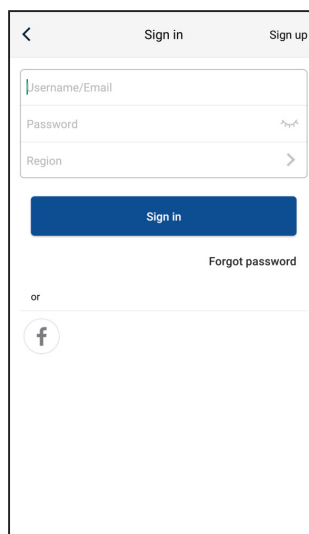 Sign in Sign up
Username/Email
Password
Region
Sign in
Forgot password
or